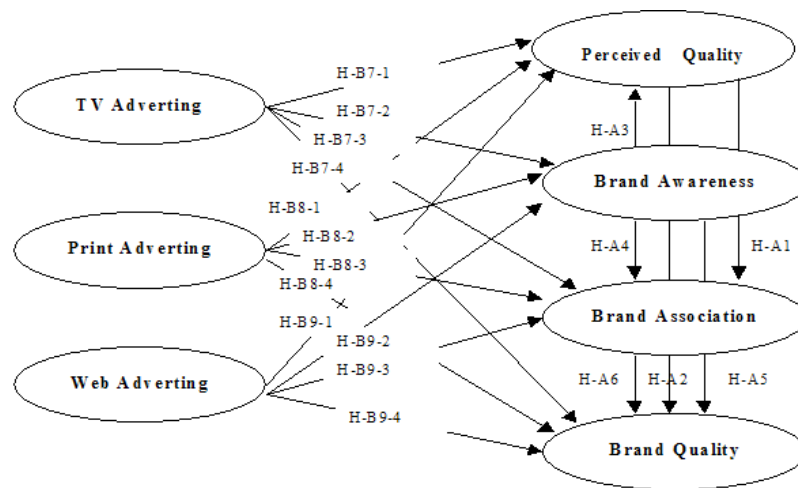 Perceived Quality
H-B7-1
TV Adverting
H-B7-2
H-B7-3
H-A3
H-B7-4
Brand Awareness
H-B8-1
H-B8-2
Print Adverting
H-A4
H-A1
H-B8-3
H-B8-4
H-B9-1
Brand Association
H-B9-2
H-B9-3
Web Adverting
H-A6
H-A2
H-A5
H-B9-4
Brand Quality